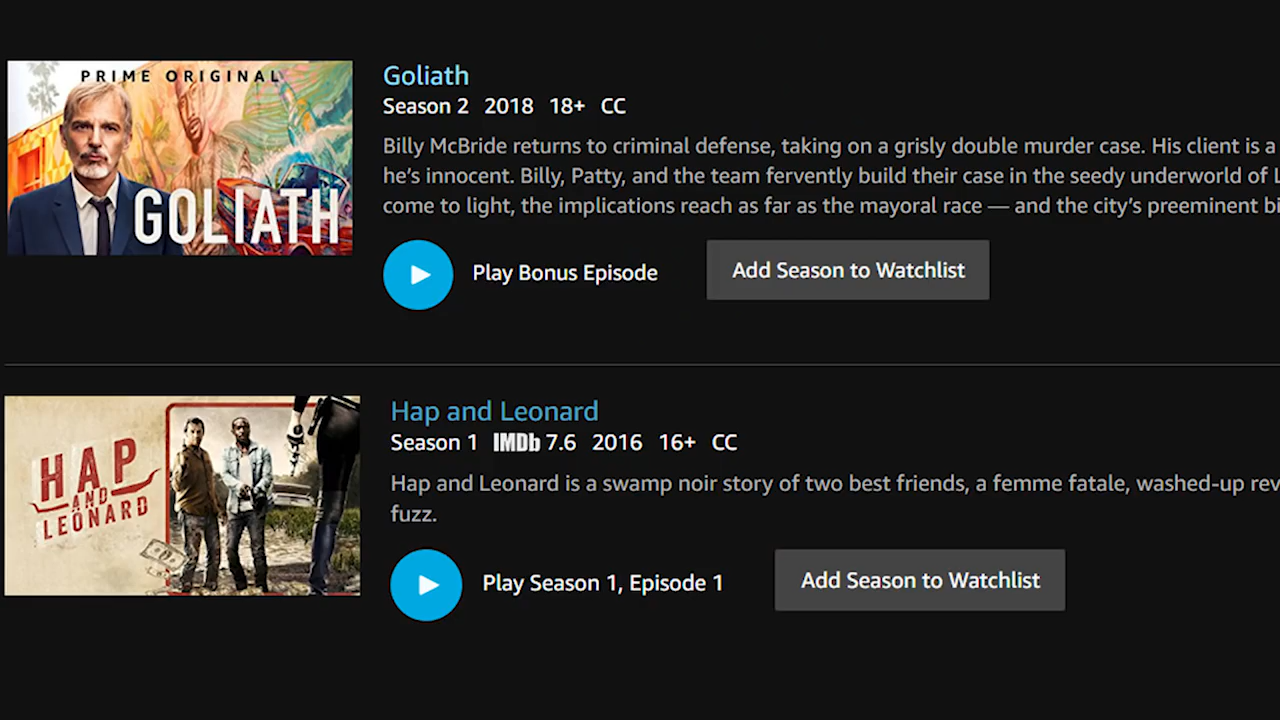 PRIME ORIGINAL
GOLIATH
Goliath
Season 2 2018 18+ CC
Billy McBride returns to criminal defense, taking on a grisly double murder case. His client is a
he's innocent. Billy, Patty, and the team fervently build their case in the seedy underworld of L
come to light, the implications reach as far as the mayoral race — and the city's preeminent bi
Play Bonus Episode
Add Season to Watchlist
HAP
AND
LEONARD
Hap and Leonard
Season 1 IMDb 7.6 2016 16+ CC
Hap and Leonard is a swamp noir story of two best friends, a femme fatale, washed-up rev
fuzz.
Play Season 1, Episode 1
Add Season to Watchlist